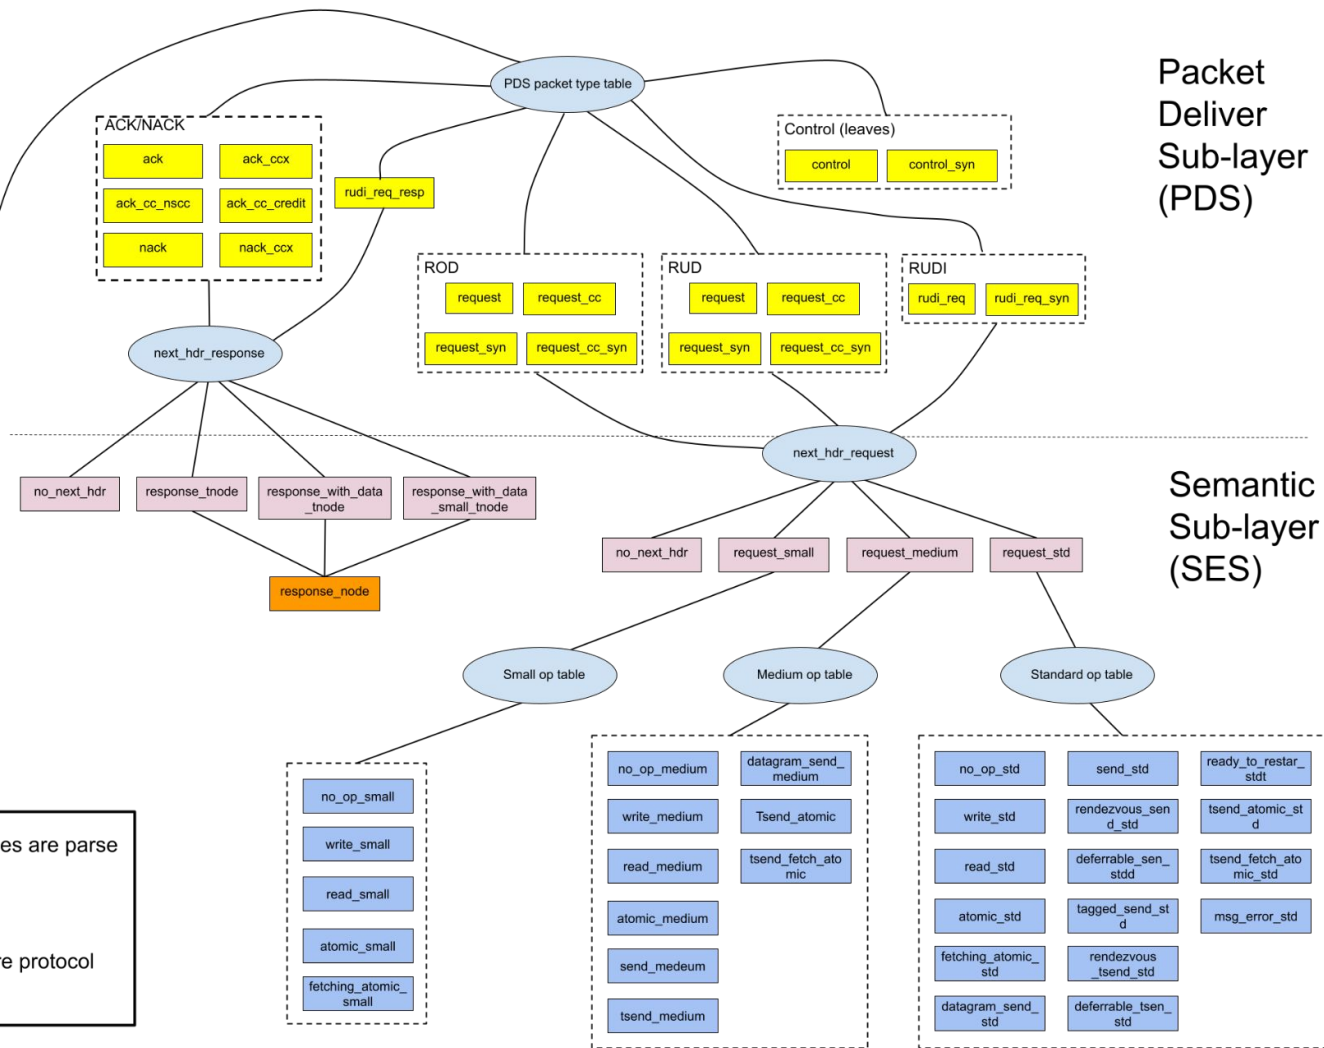 PDS packet type table
Packet
Deliver
Sub-layer
(PDS)
ACK/NACK
ack
ack_ccx
ack_cc_nscc
ack_cc_credit
nack
nack_ccx
rudi_req_resp
Control (leaves)
control
control_syn
ROD
request
request_cc
request_syn
request_cc_syn
RUD
request
request_cc
request_syn
request_cc_syn
RUDI
rudi_req
rudi_req_syn
next_hdr_response
next_hdr_request
Semantic
Sub-layer
(SES)
no_next_hdr
response_tnode
response_with_data
_tnode
response_with_data
_small_tnode
response_node
no_next_hdr
request_small
request_medium
request_std
Small op table
Medium op table
Standard op table
no_op_small
write_small
read_small
atomic_small
fetching_atomic_
small
no_op_medium
write_medium
read_medium
atomic_medium
send_medeum
tsend_medium
datagram_send_
medium
Tsend_atomic
tsend_fetch_ato
mic
no_op_std
write_std
read_std
atomic_std
fetching_atomic_
std
datagram_send_
std
send_std
rendezvous_sen
d_std
deferrable_sen_
stdd
tagged_send_st
d
rendezvous
_tsend_std
deferrable_tsen_
std
ready_to_restar_
stdt
tsend_atomic_st
d
tsend_fetch_ato
mic_std
msg_error_std
es are parse
e protocol